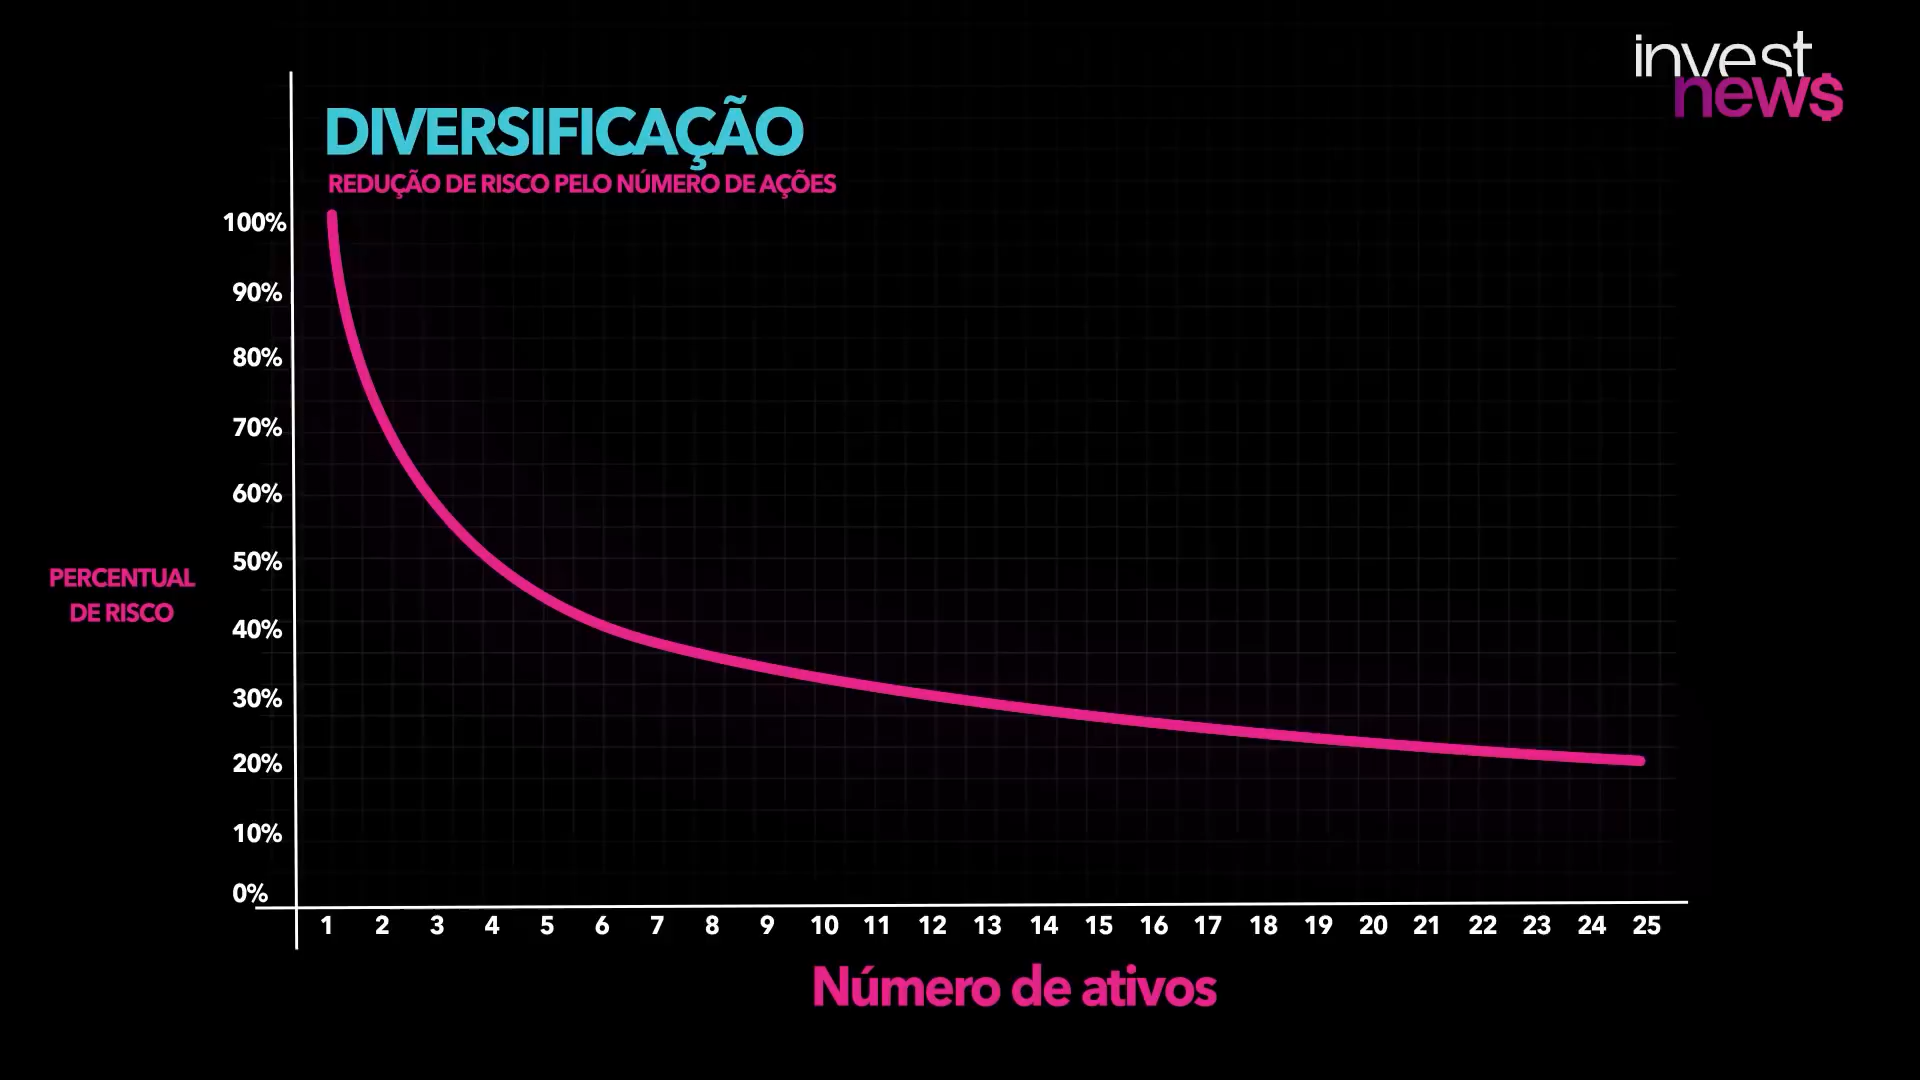 invest
new$
DIVERSIFICAÇÃO
REDUÇÃO DE RISCO PELO NÚMERO DE AÇÕES
100%
90%
80%
70%
60%
50%
40%
30%
20%
10%
0%
PERCENTUAL
DE RISCO
1 2 3 4 5 6 7 8 9 10 11 12 13 14 15 16 17 18 19 20 21 22 23 24 25
Número de ativos